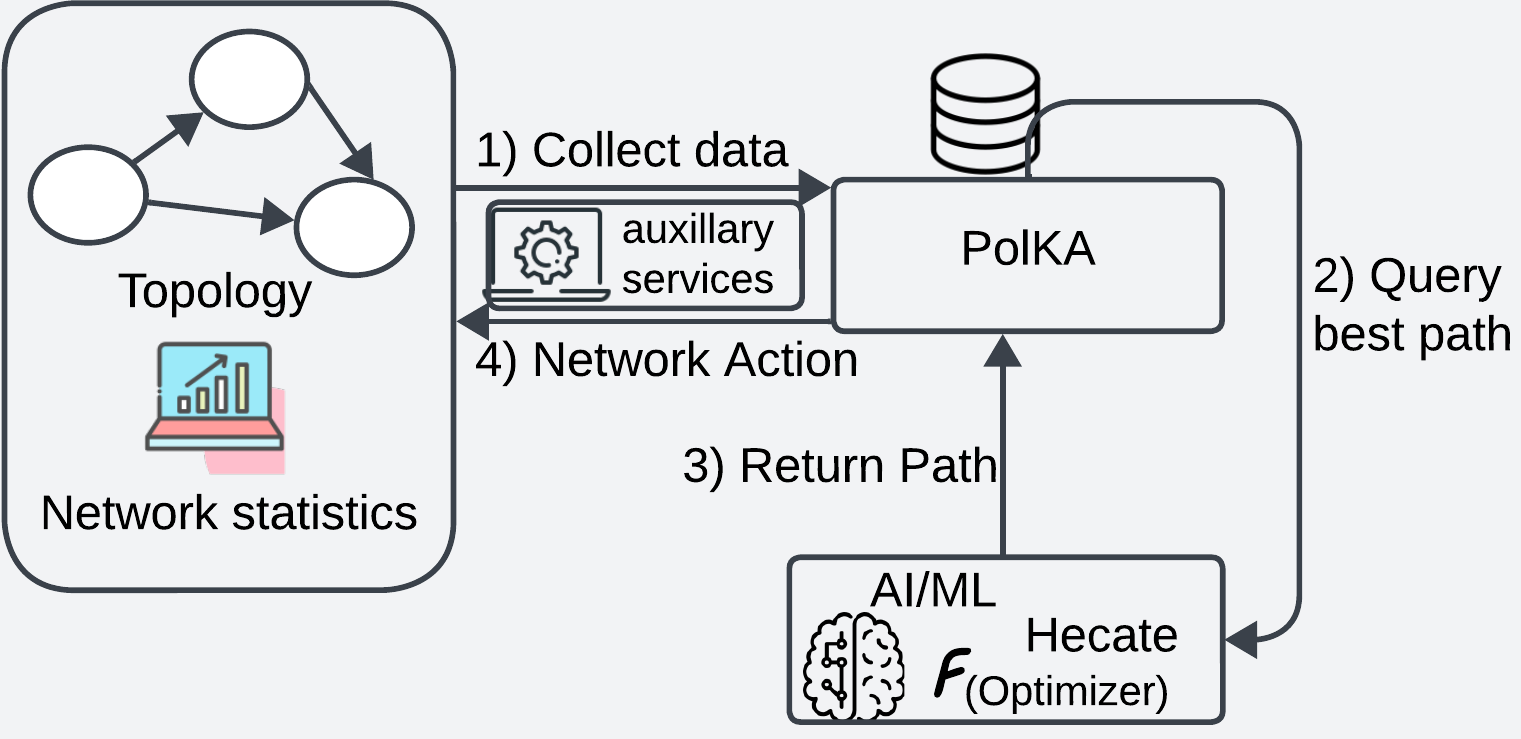 Topology
Network statistics
1) Collect data
auxillary
services
4) Network Action
PolKA
2) Query
best path
3) Return Path
AI/ML
Hecate
F(Optimizer)